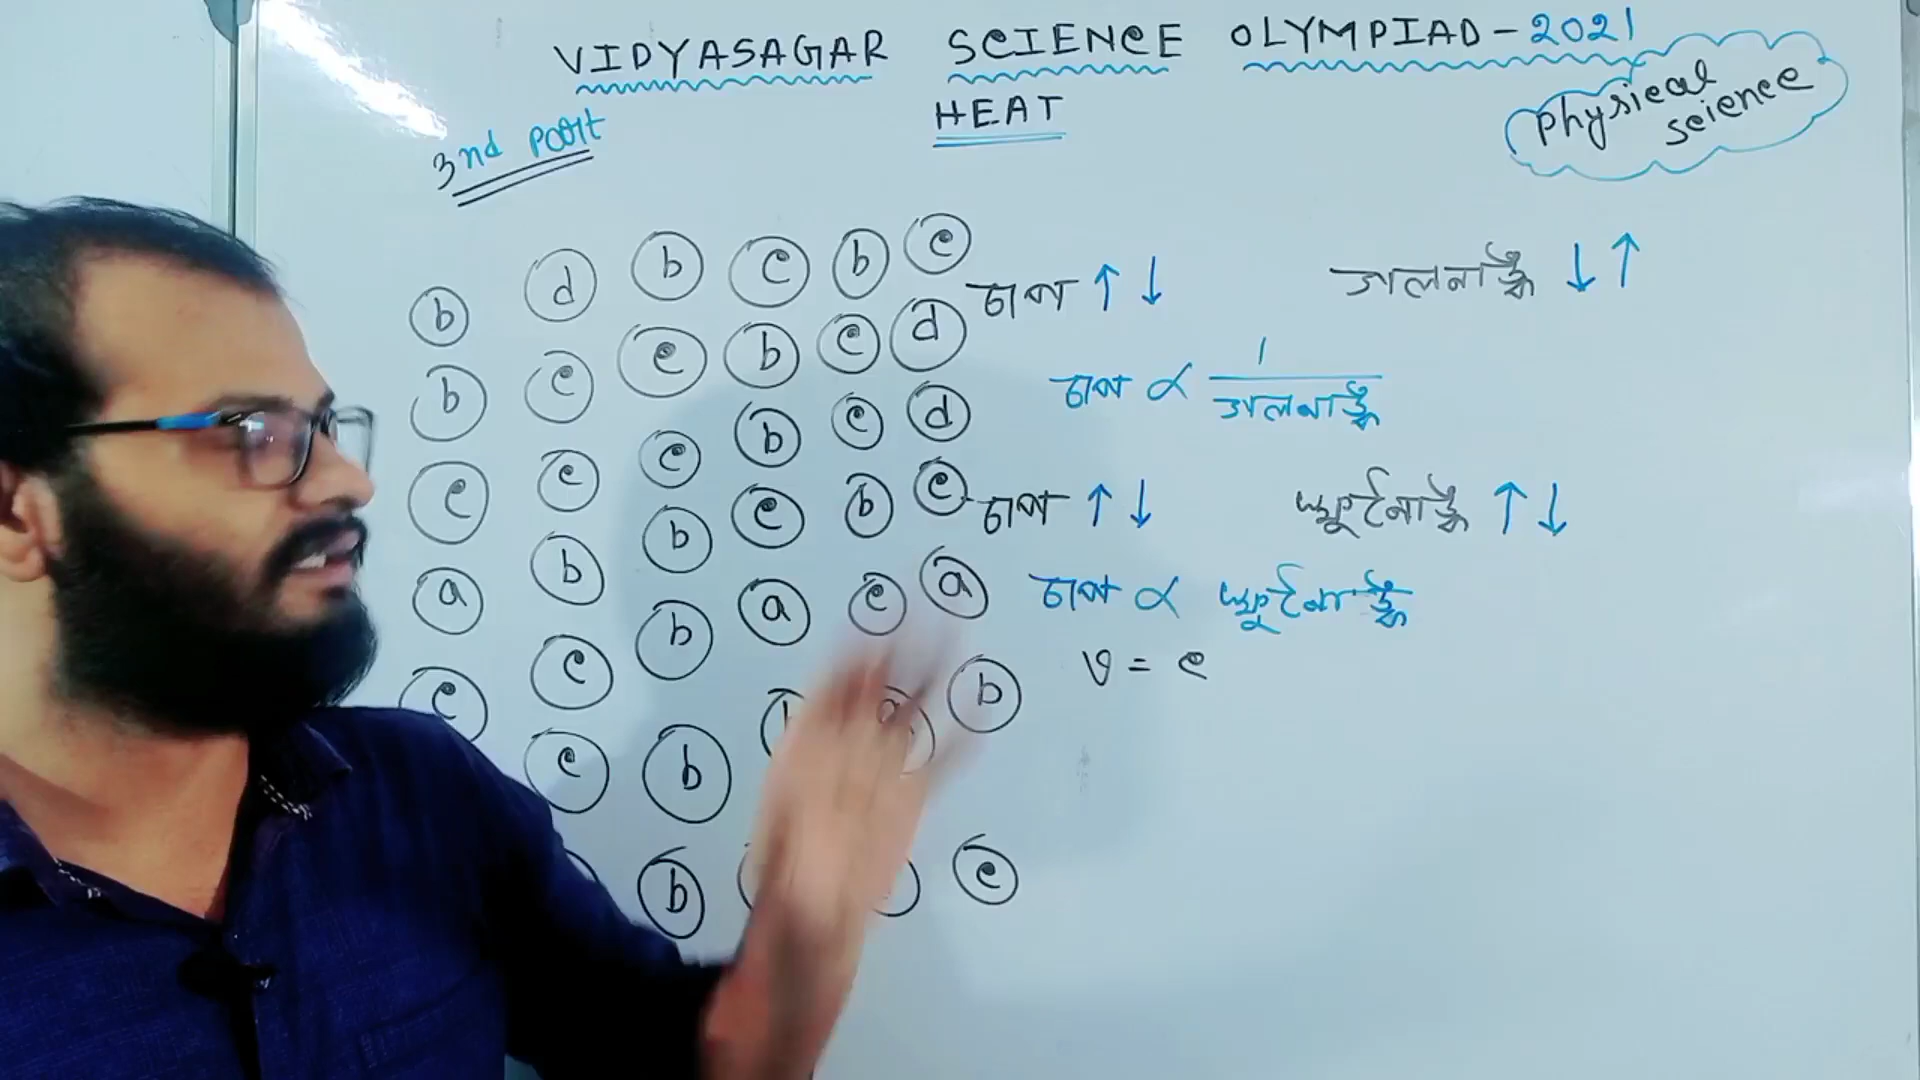 VIDYASAGAR SCIENCE OLYMPIAD-2021
HEAT
Physical science
3nd part
b d b c b c
চাপ ↑ ↓ গলনাঙ্ক ↓ ↑
b c c b c d
চাপ ∝ 1/গলনাঙ্ক
c c c b c d
b b c b c
চাপ ↑ ↓ স্ফুটনাঙ্ক ↑ ↓
a c b a c a
চাপ ∝ স্ফুটনাঙ্ক
c c b b
v = c
b c